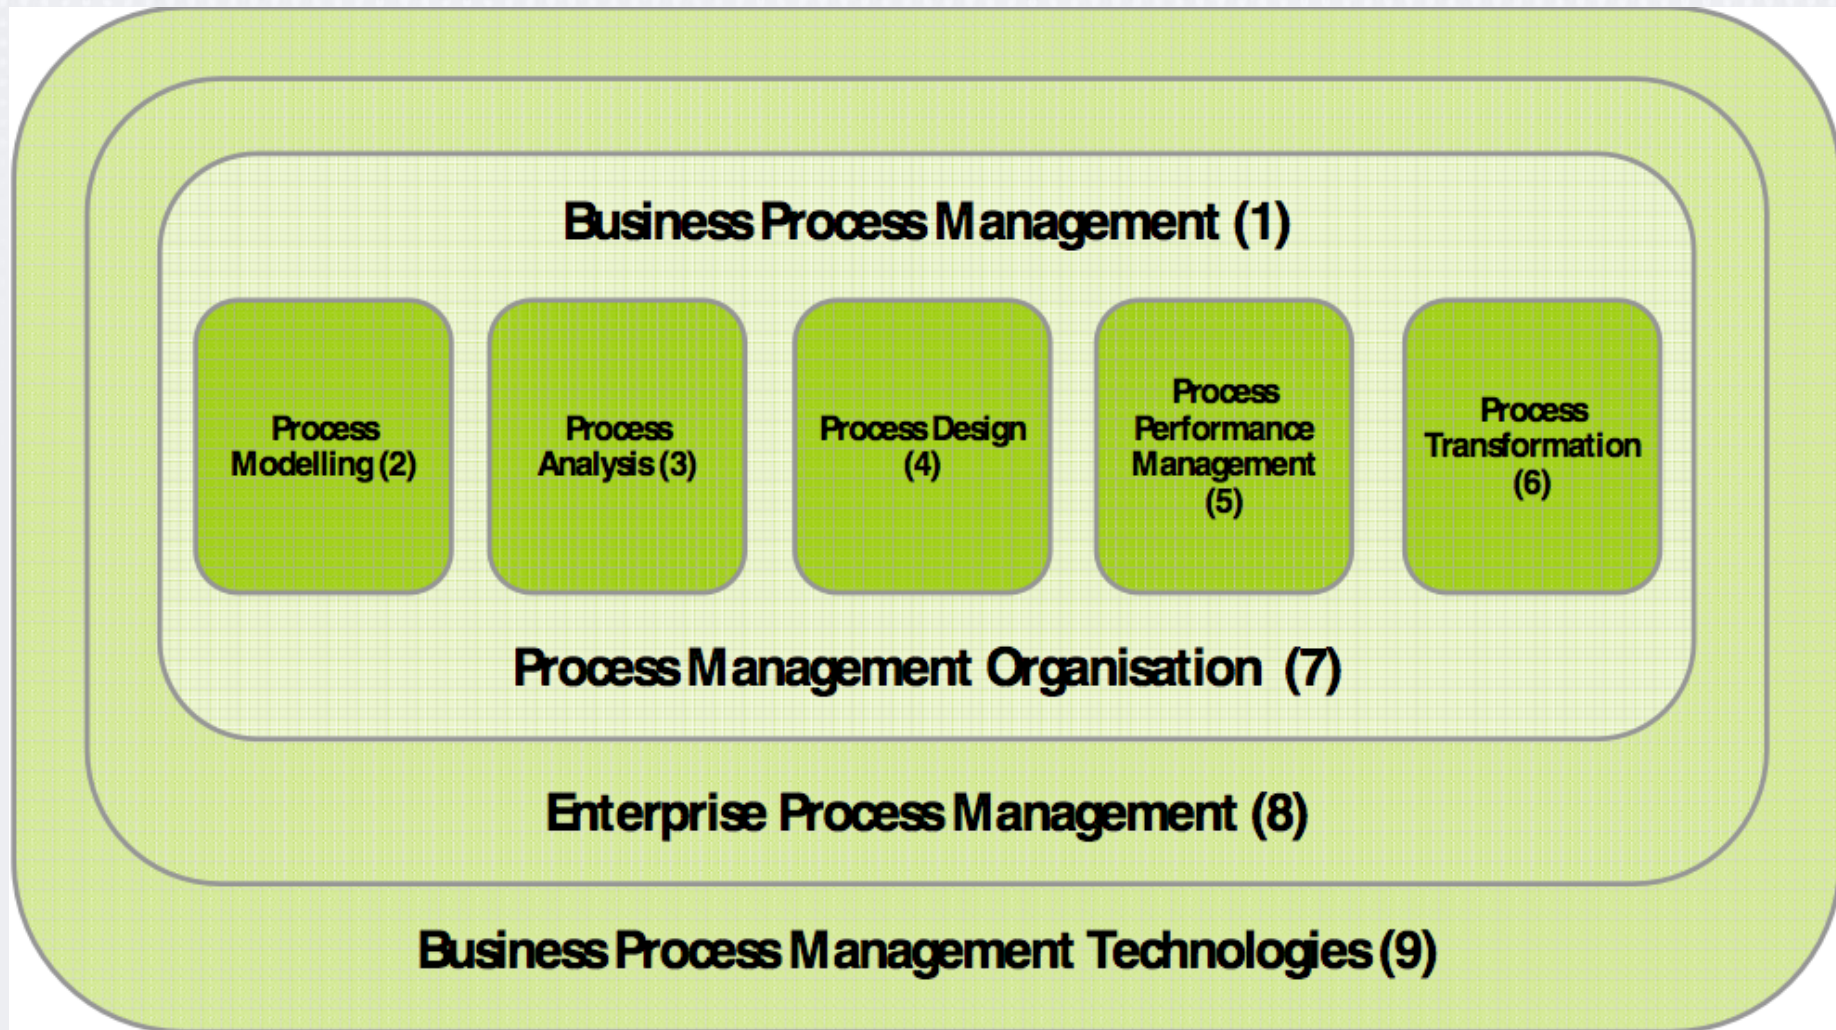 Business Process Management (1)
Process
Modelling (2)
Process
Analysis (3)
Process Design
(4)
Process
Performance
Management
(5)
Process
Transformation
(6)
Process Management Organisation (7)
Enterprise Process Management (8)
Business Process Management Technologies (9)